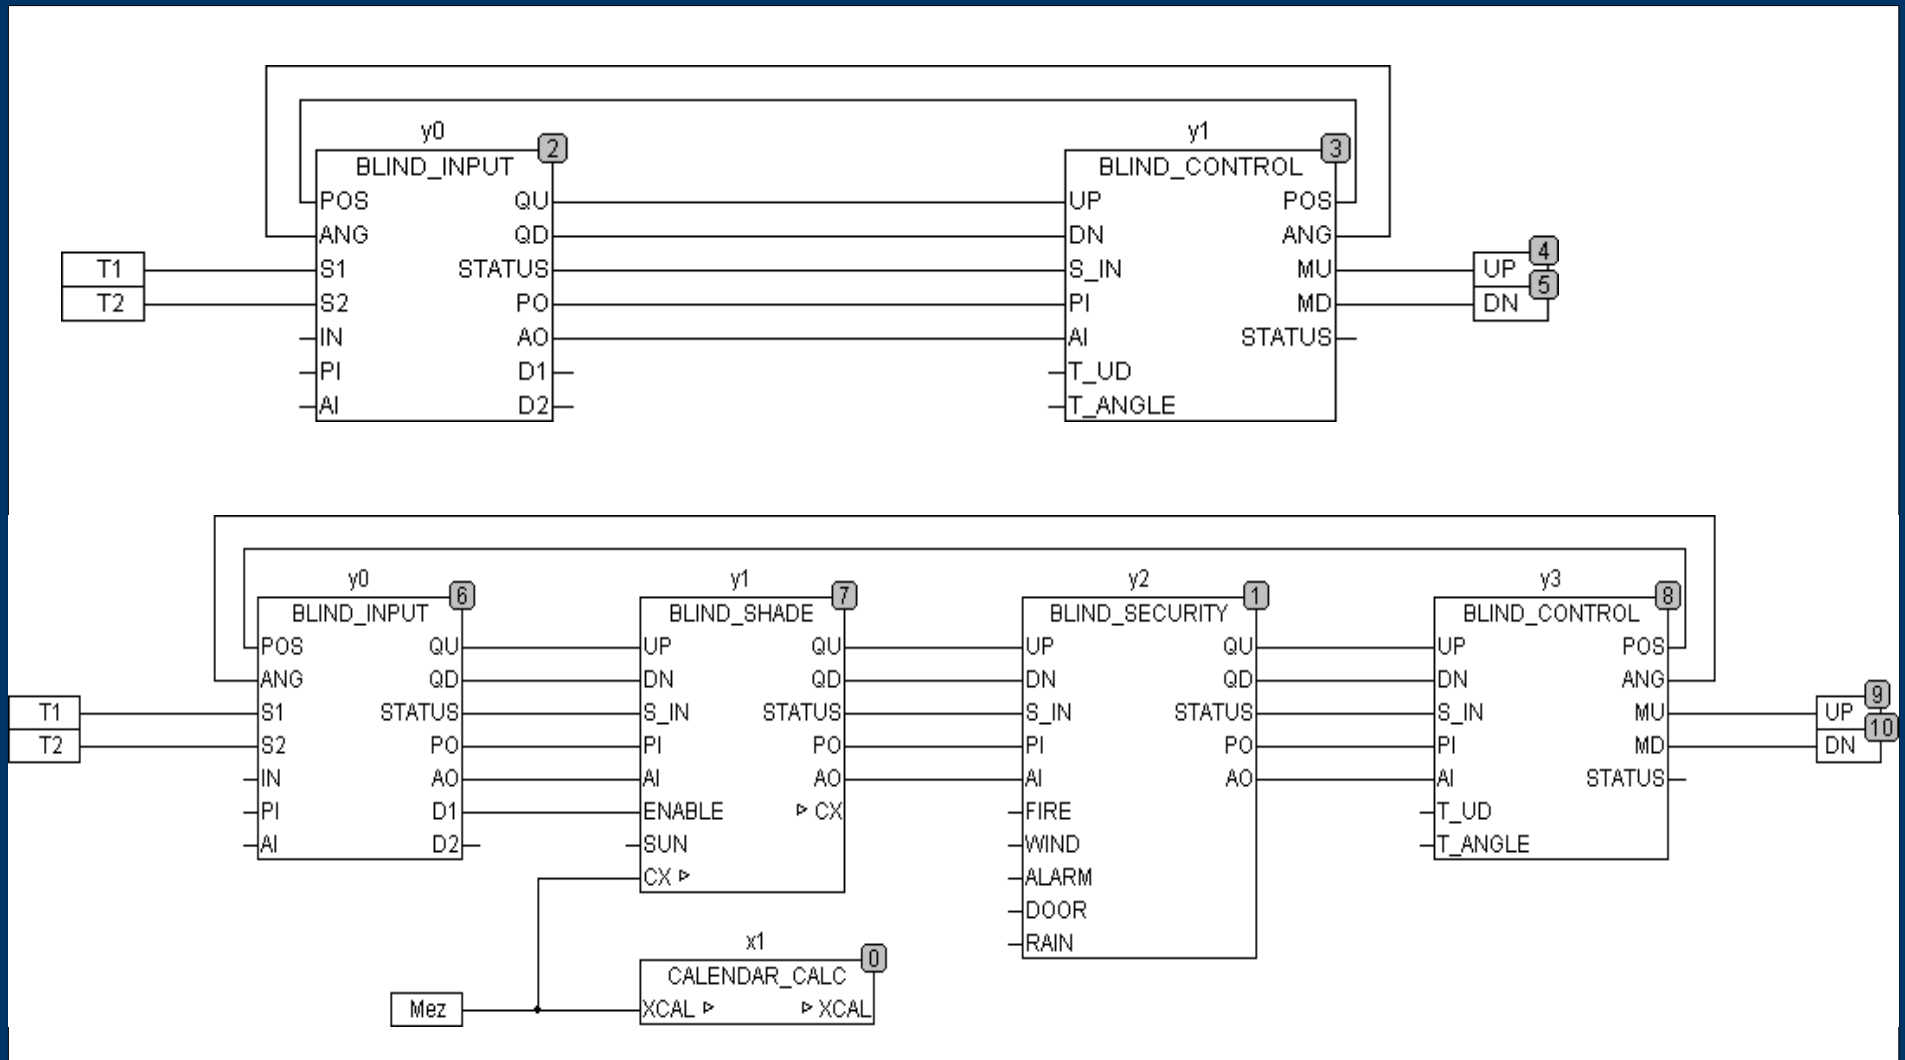 y0 2 y1 3
BLIND_INPUT BLIND_CONTROL
POS QU UP POS
ANG QD DN ANG 4
T1 S1 STATUS S_IN MU UP 5
T2 S2 PO PI MD DN
IN AO AI STATUS
PI D1 T_UD
AI D2 T_ANGLE
y0 6 y1 7 y2 1 y3 8
BLIND_INPUT BLIND_SHADE BLIND_SECURITY BLIND_CONTROL
POS QU UP QU UP QU UP POS
ANG QD DN QD DN QD DN ANG 9
T1 S1 STATUS S_IN STATUS S_IN STATUS S_IN MU UP 10
T2 S2 PO PI PO PI PO PI MD DN
IN AO AI AO AI AO AI STATUS
PI D1 ENABLE CX FIRE T_UD
AI D2 SUN WIND T_ANGLE
CX ALARM
DOOR
x1 0 RAIN
CALENDAR_CALC
Mez XCAL XCAL